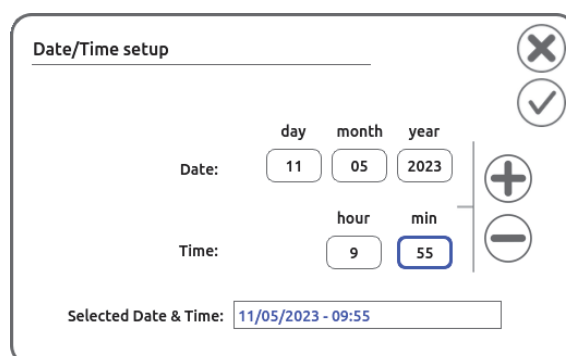 Date/Time setup
day month year
Date: 11 05 2023
hour min
Time: 9 55
Selected Date & Time: 11/05/2023 - 09:55